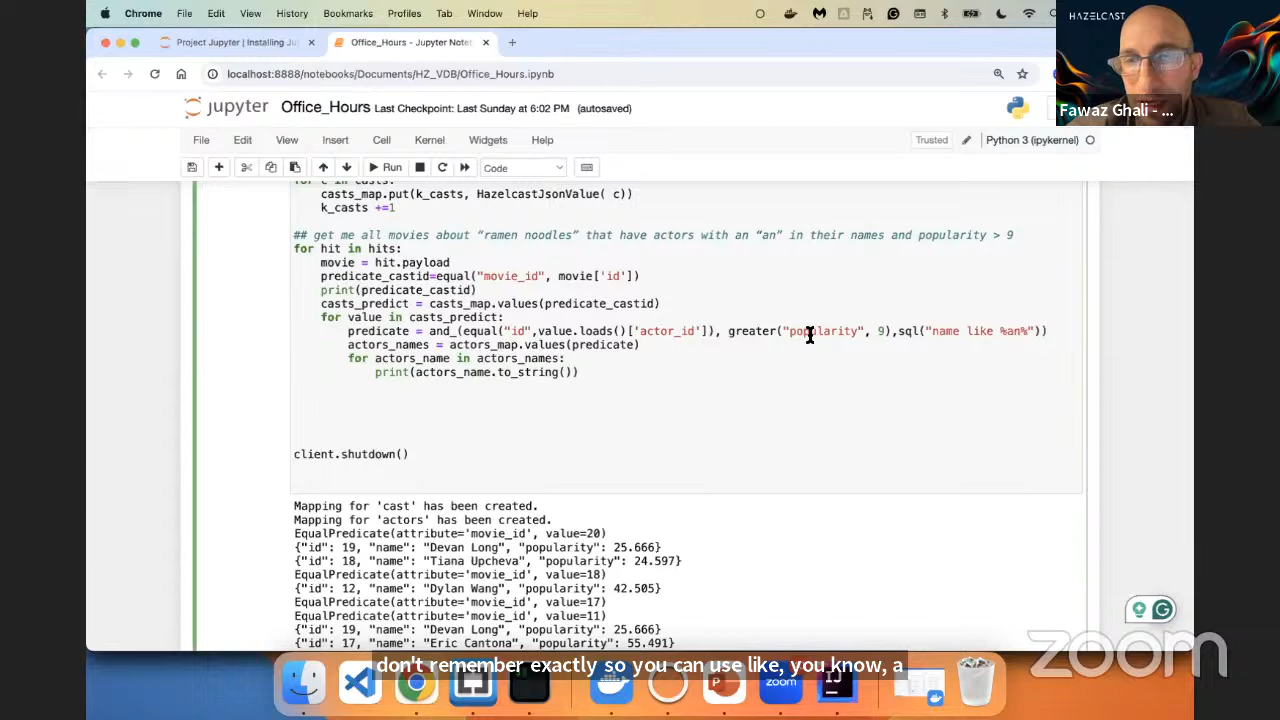 Chrome File Edit View History Bookmarks Profiles Tab Window Help
HAZELCAST
Project Jupyter | Installing Ju
Office_Hours - Jupyter Note
localhost:8888/notebooks/Documents/HZ_VDB/Office_Hours.ipynb
Fawaz Ghali - ...
jupyter Office_Hours Last Checkpoint: Last Sunday at 6:02 PM (autosaved)
File Edit View Insert Cell Kernel Widgets Help
Trusted Python 3 (ipykernel)
Run Code
for c in casts:
casts_map.put(k_casts, HazelcastJsonValue( c))
k_casts +=1
## get me all movies about “ramen noodles” that have actors with an “an” in their names and popularity > 9
for hit in hits:
movie = hit.payload
predicate_castid=equal("movie_id", movie['id'])
print(predicate_castid)
casts_predict = casts_map.values(predicate_castid)
for value in casts_predict:
predicate = and_(equal("id",value.loads()['actor_id']), greater("popularity", 9),sql("name like %an%"))
actors_names = actors_map.values(predicate)
for actors_name in actors_names:
print(actors_name.to_string())
client.shutdown()
Mapping for 'cast' has been created.
Mapping for 'actors' has been created.
EqualPredicate(attribute='movie_id', value=20)
{"id": 19, "name": "Devan Long", "popularity": 25.666}
{"id": 18, "name": "Tiana Upcheva", "popularity": 24.597}
EqualPredicate(attribute='movie_id', value=18)
{"id": 12, "name": "Dylan Wang", "popularity": 42.505}
EqualPredicate(attribute='movie_id', value=17)
EqualPredicate(attribute='movie_id', value=11)
{"id": 19, "name": "Devan Long", "popularity": 25.666}
{"id": 17, "name": "Eric Cantona", "popularity": 55.491}
don't remember exactly so you can use like, you know, a
zoom
zoom